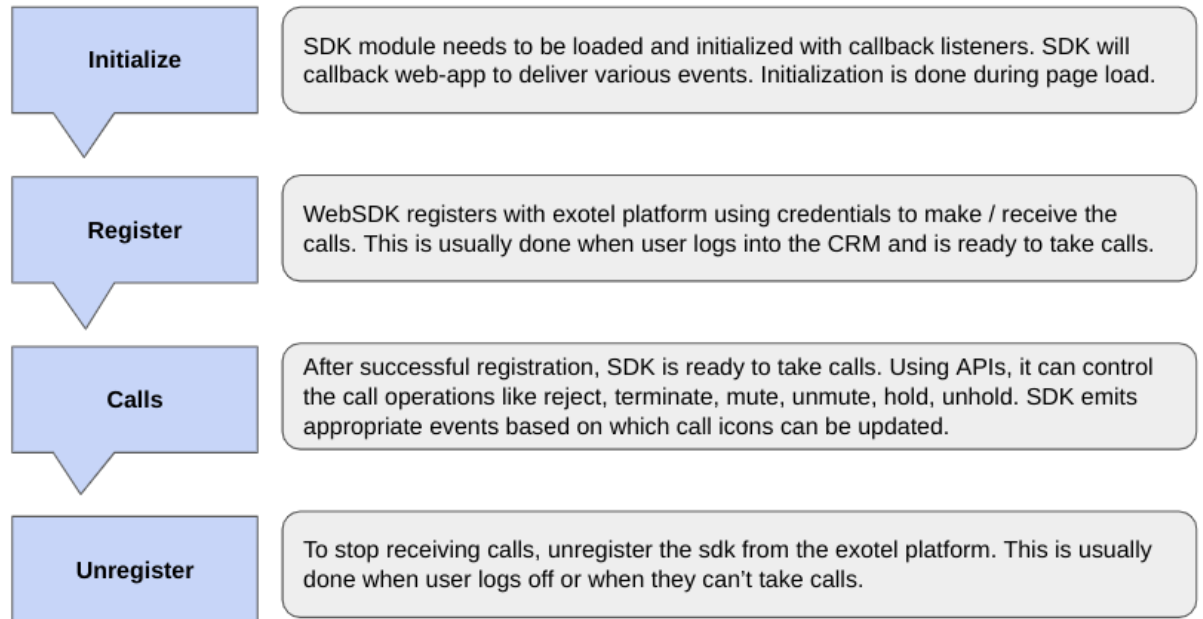 Initialize
SDK module needs to be loaded and initialized with callback listeners. SDK will
callback web-app to deliver various events. Initialization is done during page load.
Register
WebSDK registers with exotel platform using credentials to make / receive the
calls. This is usually done when user logs into the CRM and is ready to take calls.
Calls
After successful registration, SDK is ready to take calls. Using APIs, it can control
the call operations like reject, terminate, mute, unmute, hold, unhold. SDK emits
appropriate events based on which call icons can be updated.
Unregister
To stop receiving calls, unregister the sdk from the exotel platform. This is usually
done when user logs off or when they can’t take calls.